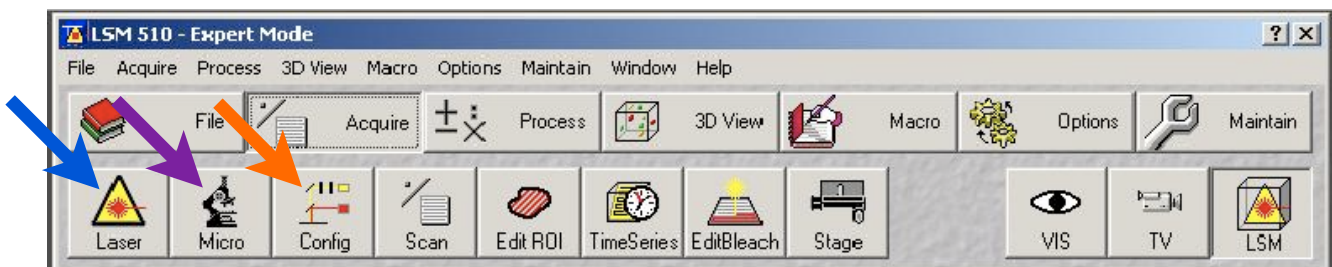 LSM 510 - Expert Mode
File Acquire Process 3D View Macro Options Maintain Window Help
File Acquire Process 3D View Macro Options Maintain
Laser Micro Config Scan Edit ROI TimeSeries EditBleach Stage VIS TV LSM